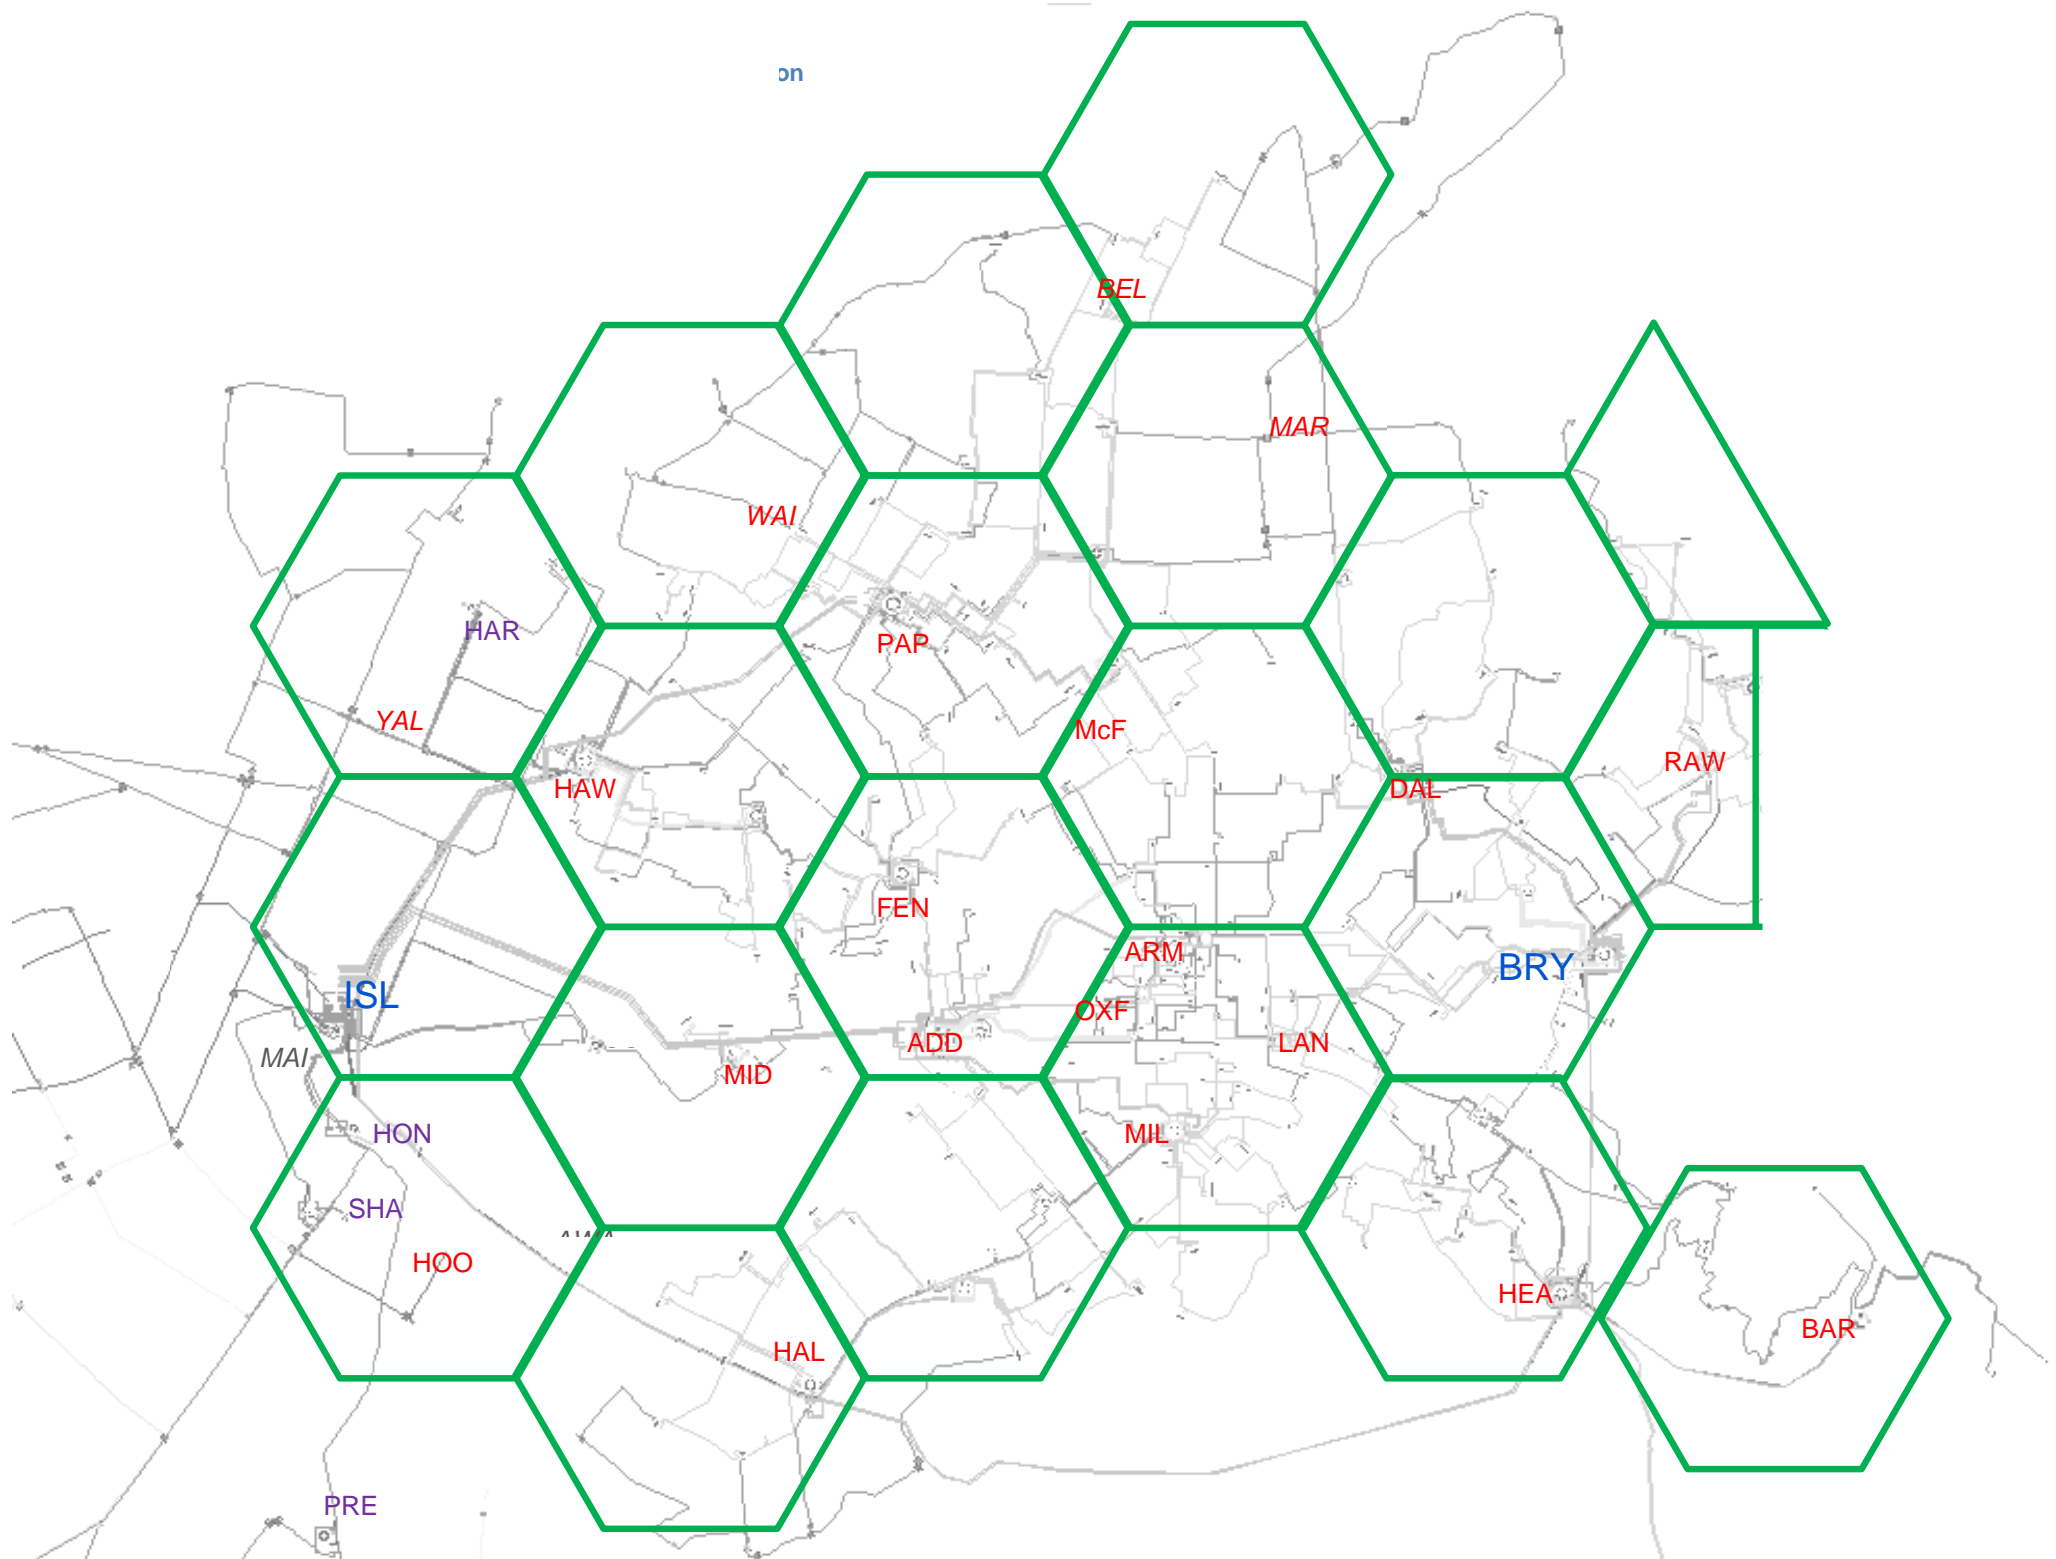 on
BEL
MAR
WAI
HAR
PAP
YAL
McF
RAW
HAW
DAL
FEN
ARM
BRY
ISL
OXF
ADD
LAN
MAI
MID
HON
MIL
SHA
HOO
HEA
BAR
HAL
PRE